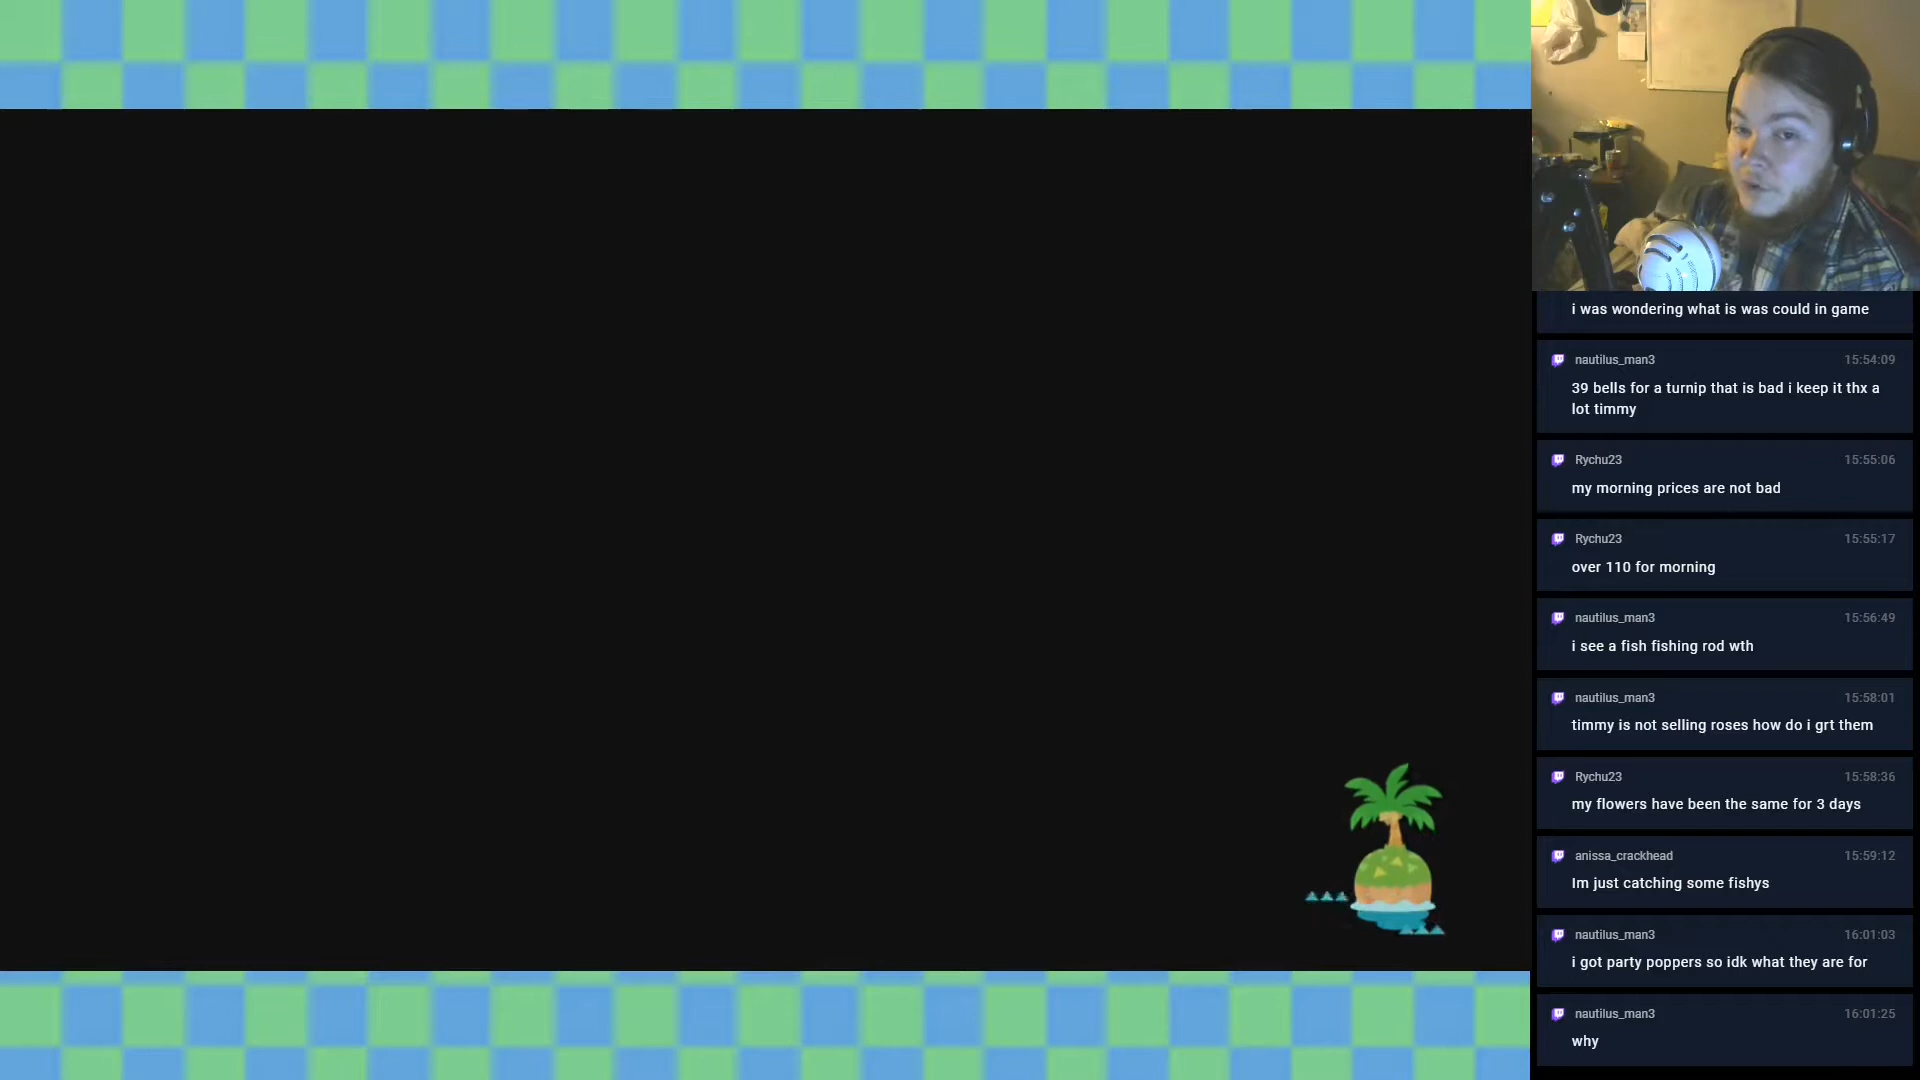 i was wondering what is was could in game
nautilus_man3 15:54:09
39 bells for a turnip that is bad i keep it thx a
lot timmy
Rychu23 15:55:06
my morning prices are not bad
Rychu23 15:55:17
over 110 for morning
nautilus_man3 15:56:49
i see a fish fishing rod wth
nautilus_man3 15:58:01
timmy is not selling roses how do i grt them
Rychu23 15:58:36
my flowers have been the same for 3 days
anissa_crackhead 15:59:12
Im just catching some fishys
nautilus_man3 16:01:03
i got party poppers so idk what they are for
nautilus_man3 16:01:25
why